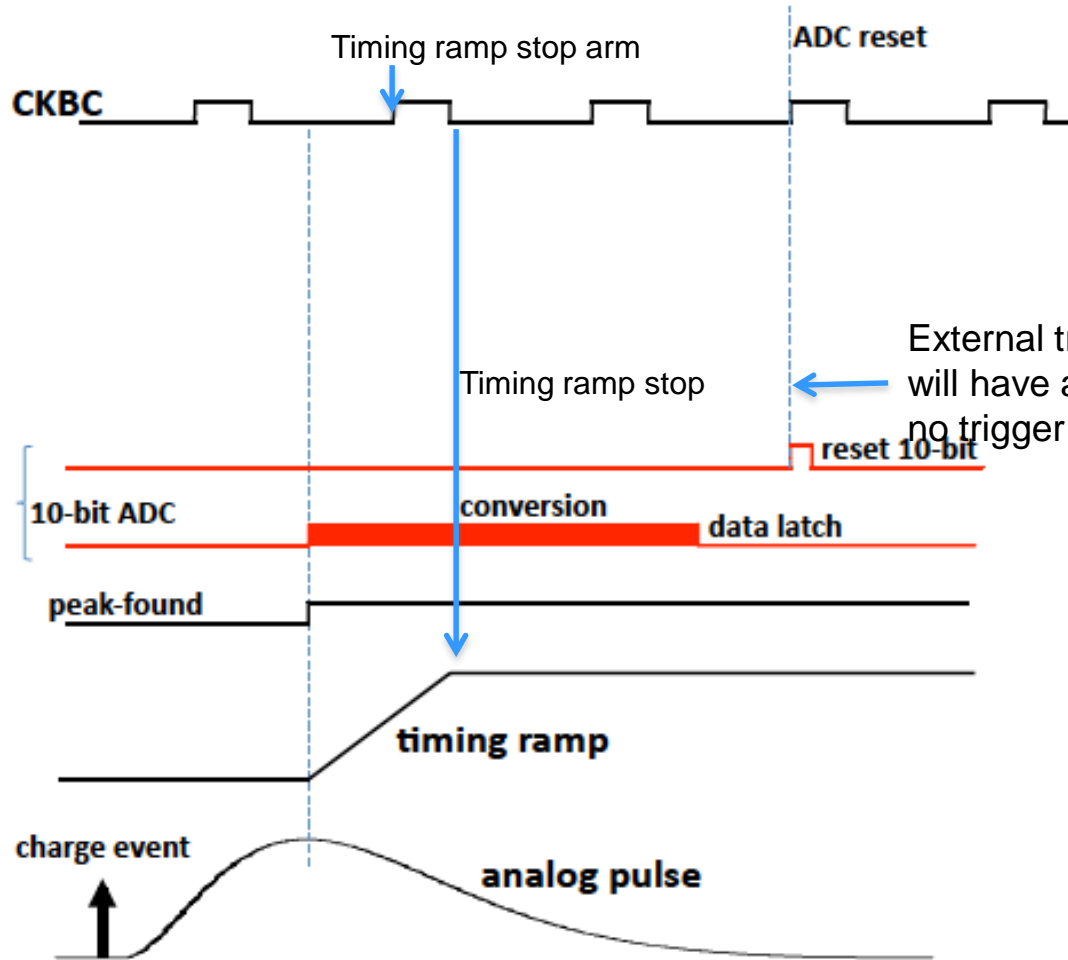 ADC reset
Timing ramp stop arm
CKBC
External
will have
no trigger
Timing ramp stop
reset 10-bit
10-bit ADC
conversion
data latch
peak-found
timing ramp
charge event
analog pulse